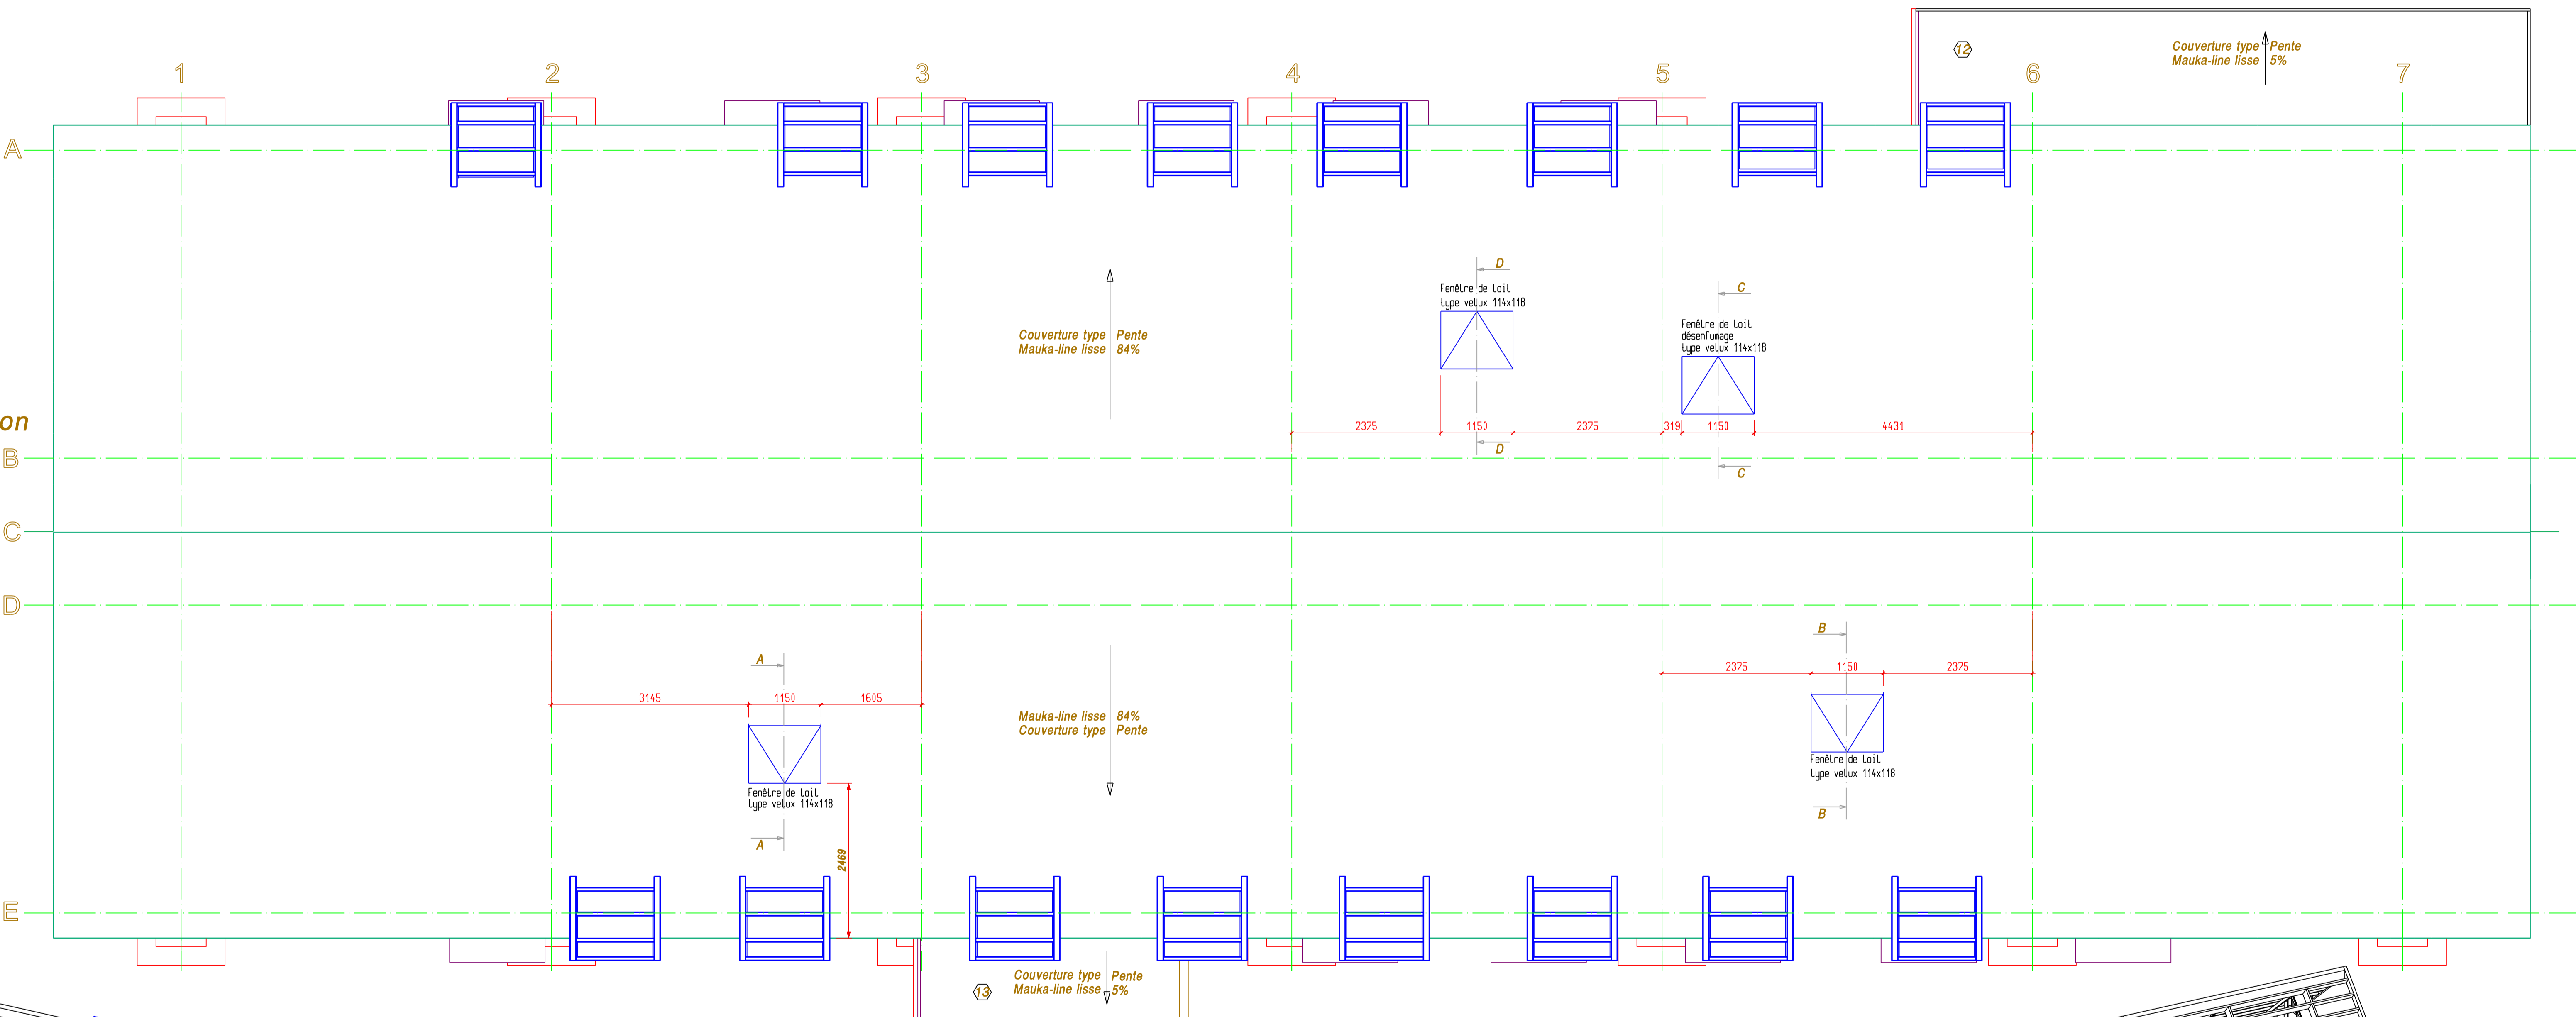 1
2
3
4
5
6
7
12
Couverture type Pente
Mauka-line lisse 5%
A
Couverture type Pente
Mauka-line lisse 84%
D
Fenêtre de toit
type velux 114x118
C
Fenêtre de toit
désenfumage
type velux 114x118
on
2375 1150 2375 319 1150 4431
D
C
B
C
D
A
3145 1150 1605
Fenêtre de toit
type velux 114x118
A
2469
Mauka-line lisse 84%
Couverture type Pente
B
2375 1150 2375
Fenêtre de toit
type velux 114x118
B
E
13
Couverture type Pente
Mauka-line lisse 5%